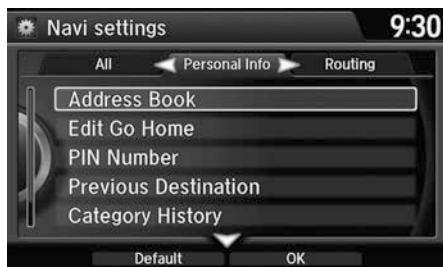 Navi settings 9:30
All Personal Info Routing
Address Book
Edit Go Home
PIN Number
Previous Destination
Category History
Default OK